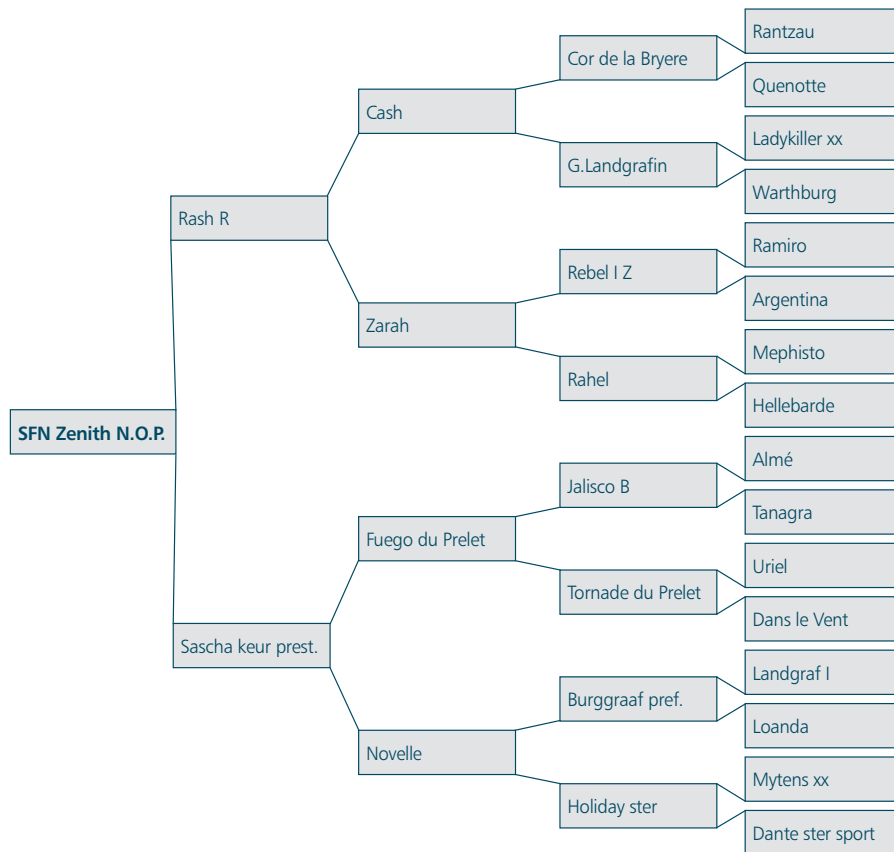 Rantzau
Cor de la Bryere
Quenotte
Cash
Ladykiller xx
G.Landgrafin
Warthburg
Rash R
Ramiro
Rebel I Z
Argentina
Zarah
Mephisto
Rahel
Hellebarde
SFN Zenith N.O.P.
Almé
Jalisco B
Tanagra
Fuego du Prelet
Uriel
Tornade du Prelet
Dans le Vent
Sascha keur prest.
Landgraf I
Burggraaf pref.
Loanda
Novelle
Mytens xx
Holiday ster
Dante ster sport